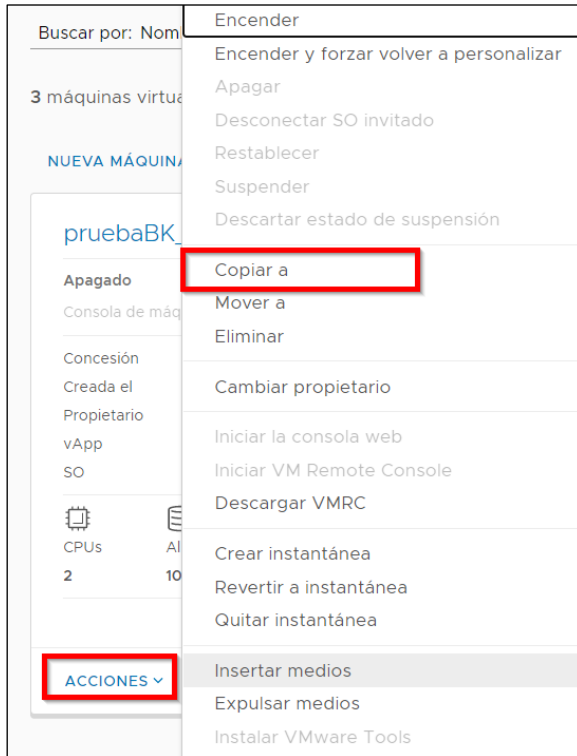 Buscar por: Nom
3 máquinas virtua
NUEVA MÁQUINA
pruebaBK_
Apagado
Consola de máq
Concesión
Creada el
Propietario
vApp
SO
CPUs Al
2 10
ACCIONES
Encender
Encender y forzar volver a personalizar
Apagar
Desconectar SO invitado
Restablecer
Suspender
Descartar estado de suspensión
Copiar a
Mover a
Eliminar
Cambiar propietario
Iniciar la consola web
Iniciar VM Remote Console
Descargar VMRC
Crear instantánea
Revertir a instantánea
Quitar instantánea
Insertar medios
Expulsar medios
Instalar VMware Tools